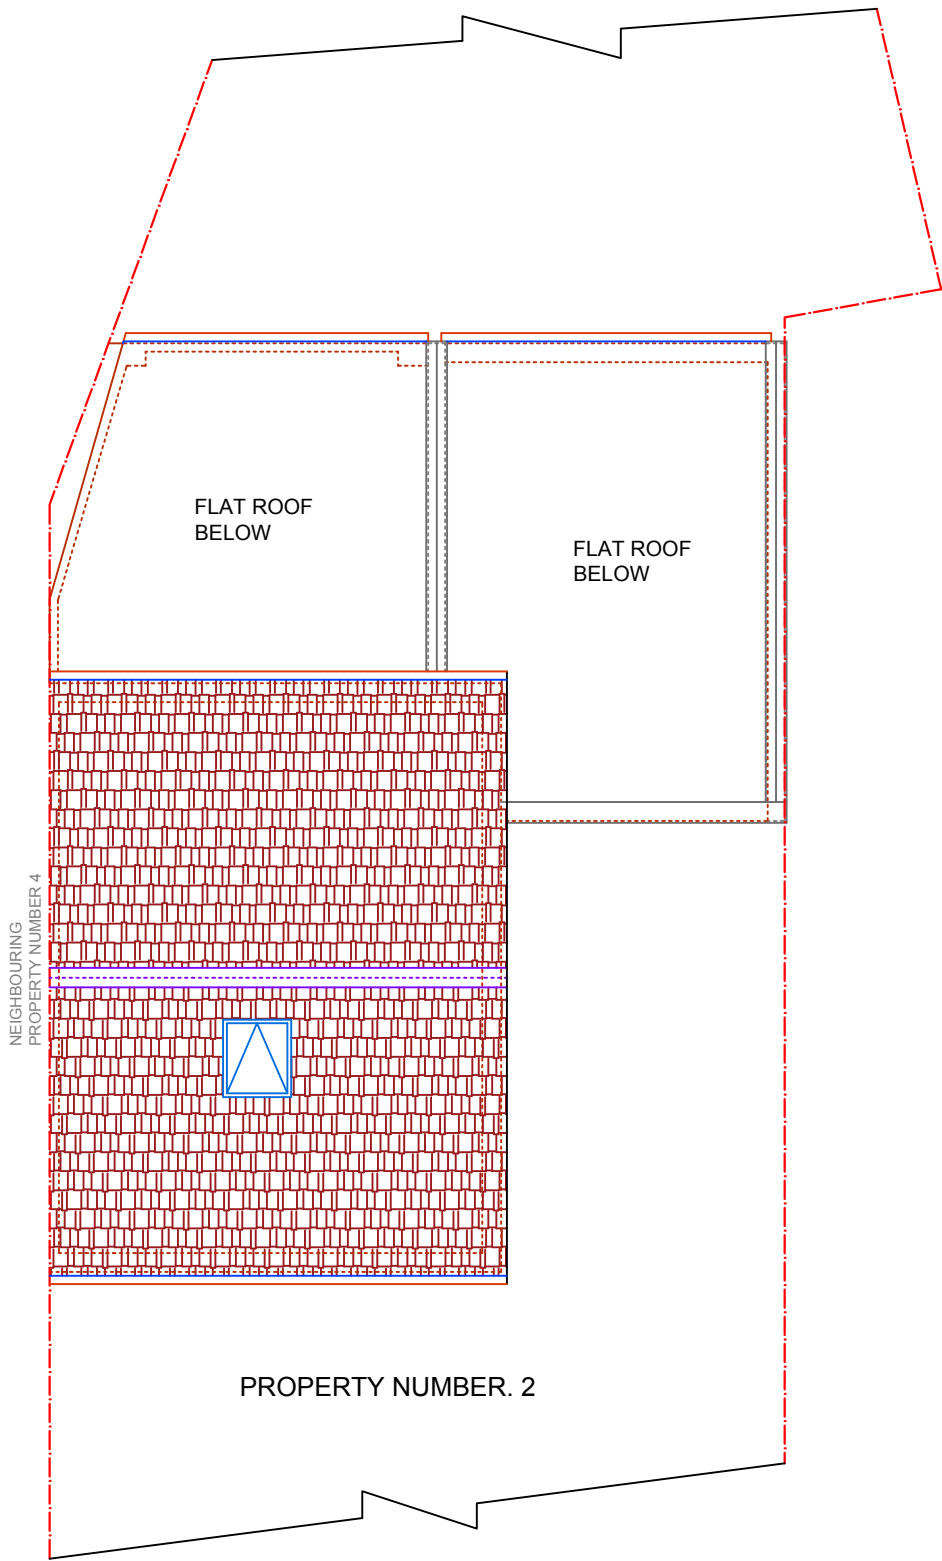 FLAT ROOF
BELOW
FLAT ROOF
BELOW
NEIGHBOURING
PROPERTY NUMBER 4
PROPERTY NUMBER. 2